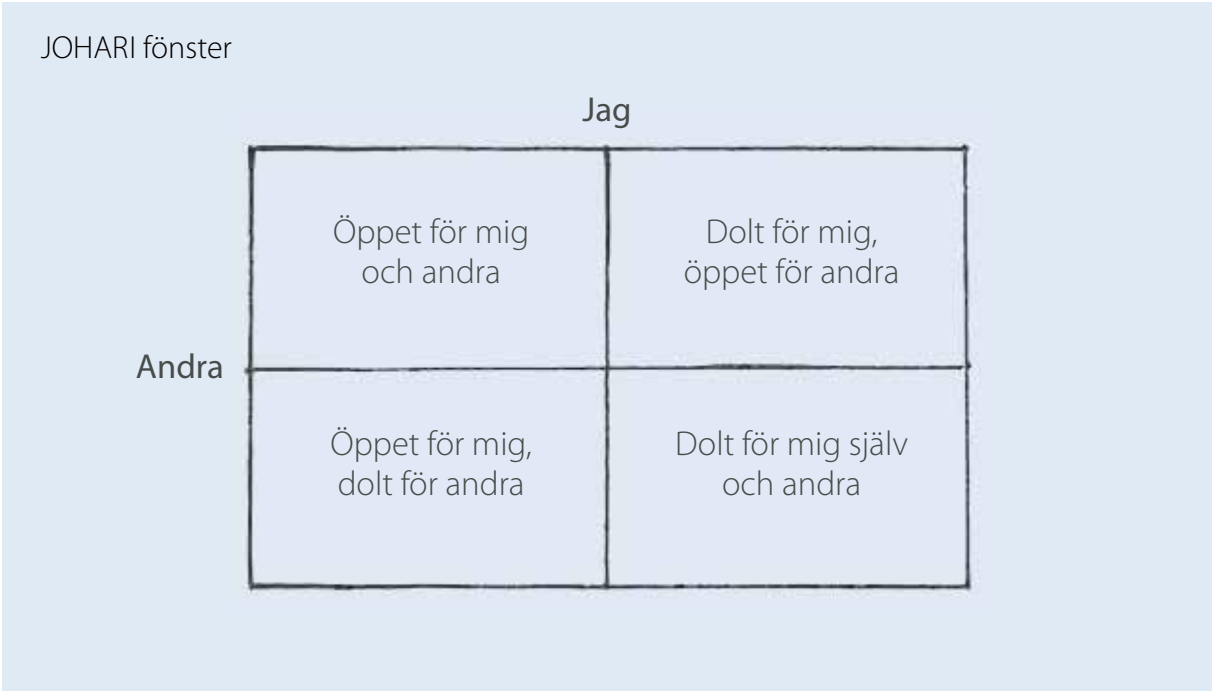 JOHARI fönster
Jag
Öppet för mig
och andra
Dolt för mig,
öppet för andra
Andra
Öppet för mig,
dolt för andra
Dolt för mig själv
och andra